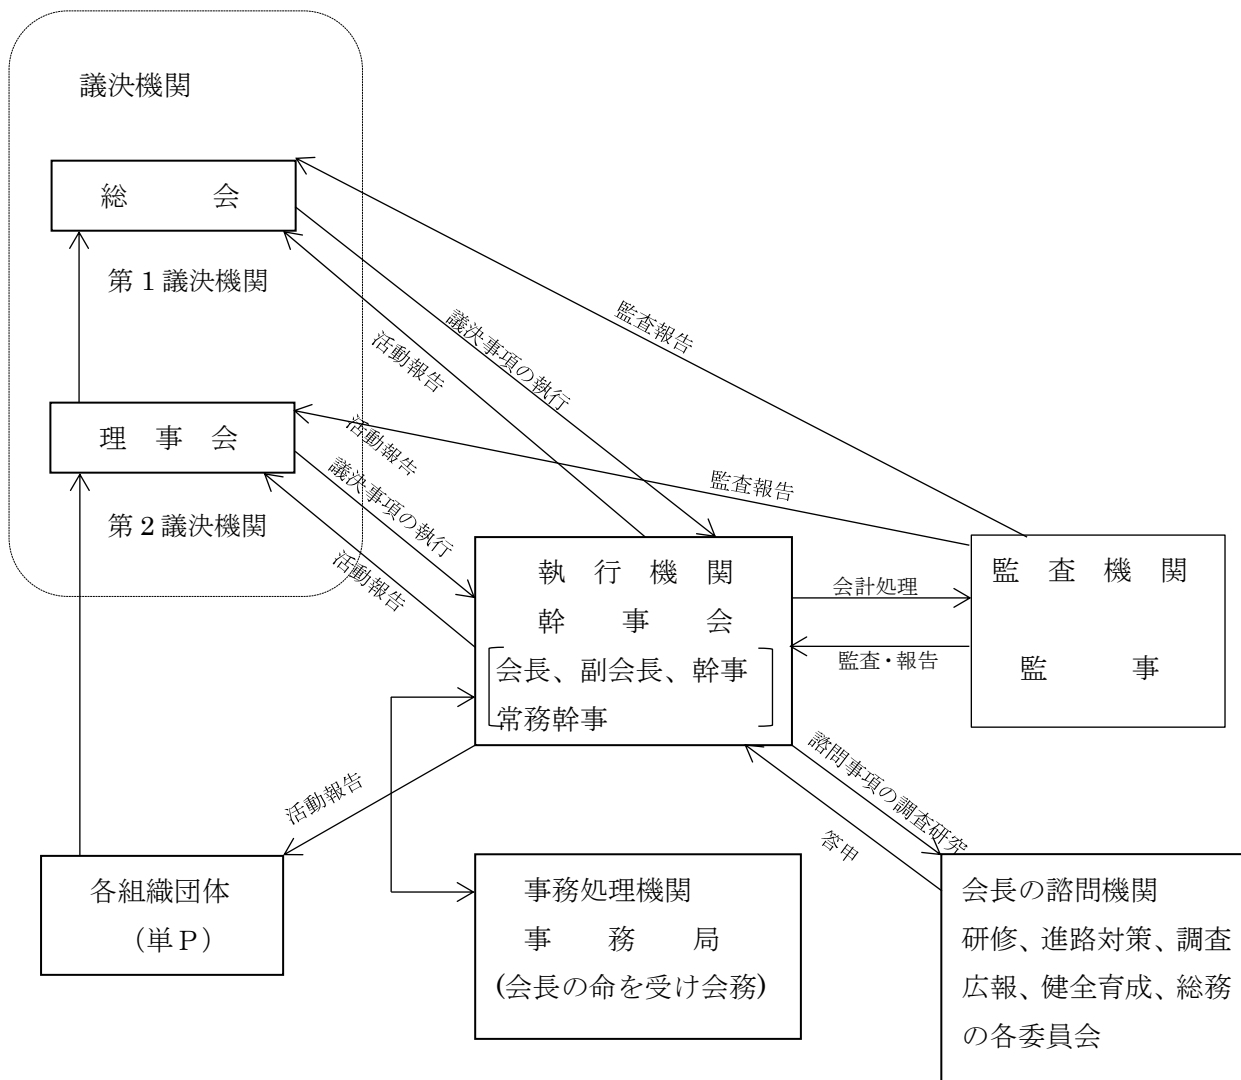 議決機関
総会
第1議決機関
監査報告
議決事項の執行
活動報告
理事会
活動報告
監査報告
議決事項の執行
第2議決機関
活動報告
執行機関
幹事会
会長、副会長、幹事
常務幹事
会計処理
監査・報告
監査機関
監事
活動報告
諮問事項の調査研究
答申
各組織団体
（単P）
事務処理機関
事務局
(会長の命を受け会務)
会長の諮問機関
研修、進路対策、調査
広報、健全育成、総務
の各委員会